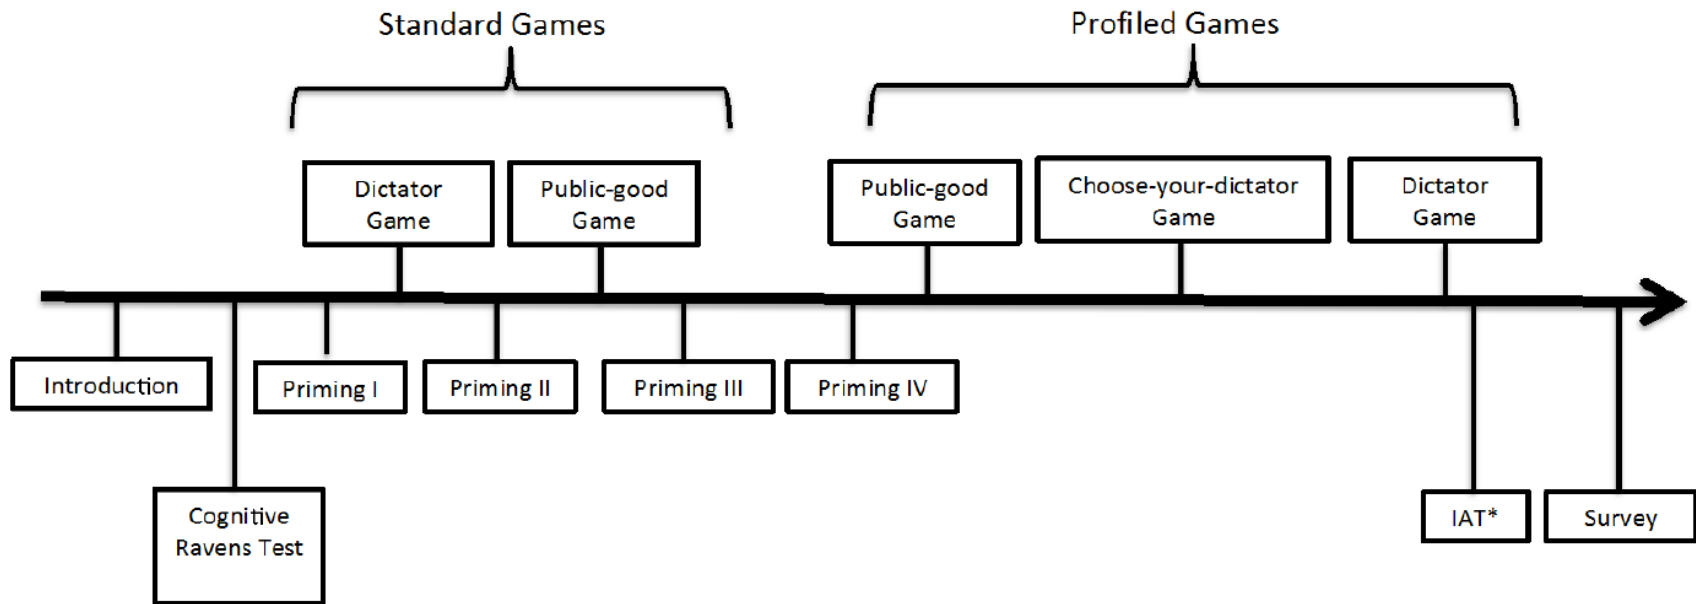 Standard Games
Profiled Games
Dictator
Game
Public-good
Game
Public-good
Game
Choose-your-dictator
Game
Dictator
Game
Introduction
Priming I
Priming II
Priming III
Priming IV
Cognitive
Ravens Test
IAT*
Survey